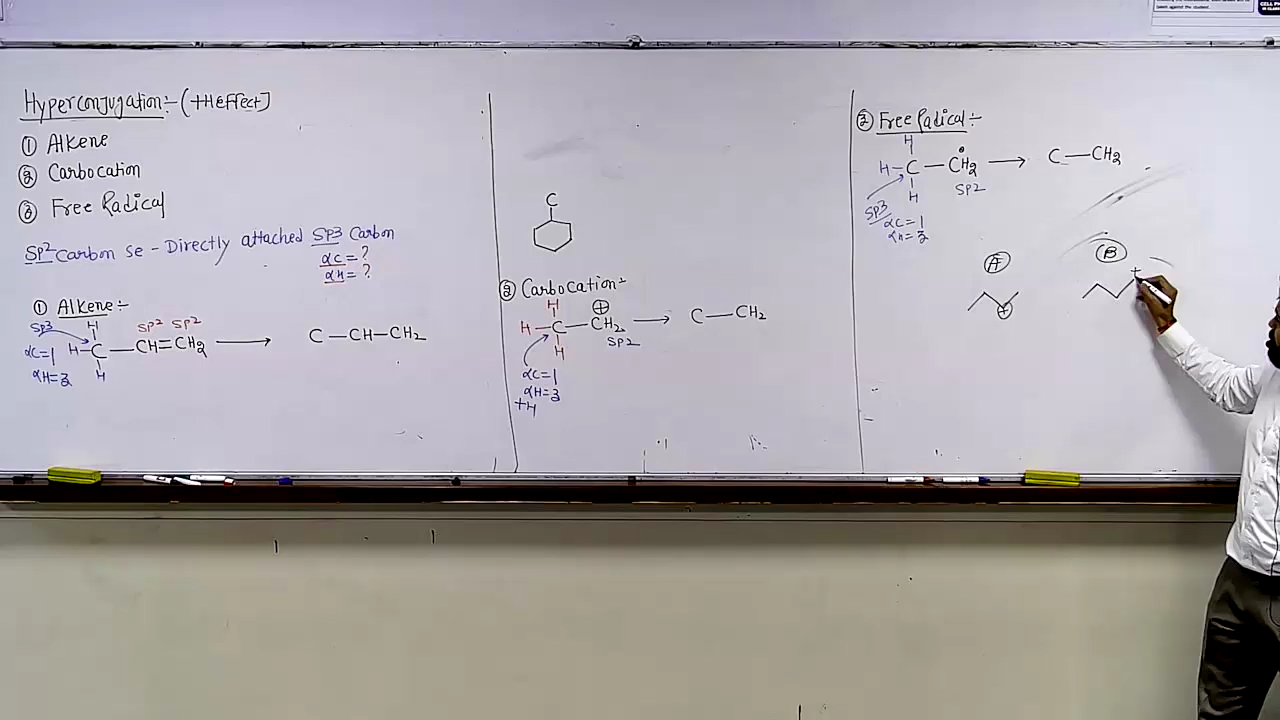 Hyperconjugation:- (+H effect]
① Alkene
② Carbocation
③ Free Radical
SP2 Carbon se - Directly attached SP3 Carbon
αC = ?
αH = ?
① Alkene:-
SP3 H SP2 SP2
αC=1 H-C-CH=CH2 → C-CH-CH2
αH=3 H
C
② Carbocation:-
H ⊕
H-C-CH2 → C-CH2
H SP2
αC=1
αH=3
+H
② Free Radical:-
H
H-C-CH2 → C-CH2
SP3 H SP2
αC=1
αH=3
A B
⊕ +